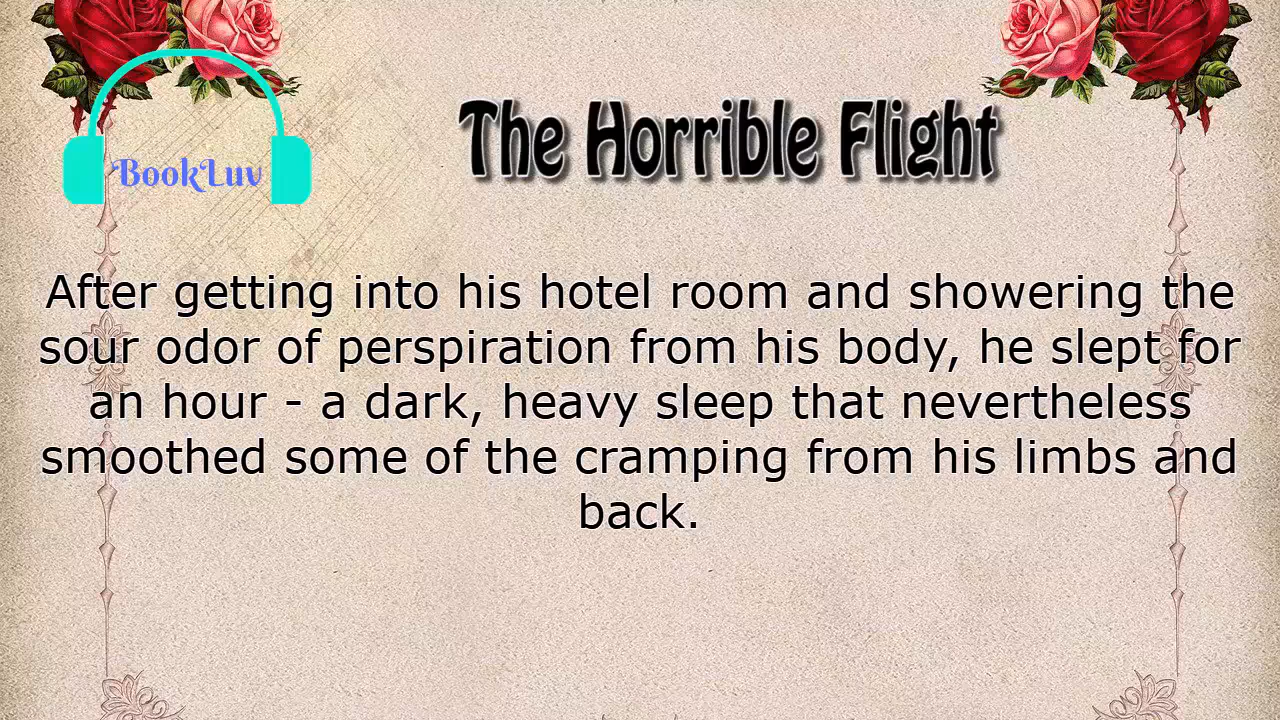 The Horrible Flight
BookLuv
After getting into his hotel room and showering the
sour odor of perspiration from his body, he slept for
an hour - a dark, heavy sleep that nevertheless
smoothed some of the cramping from his limbs and
back.